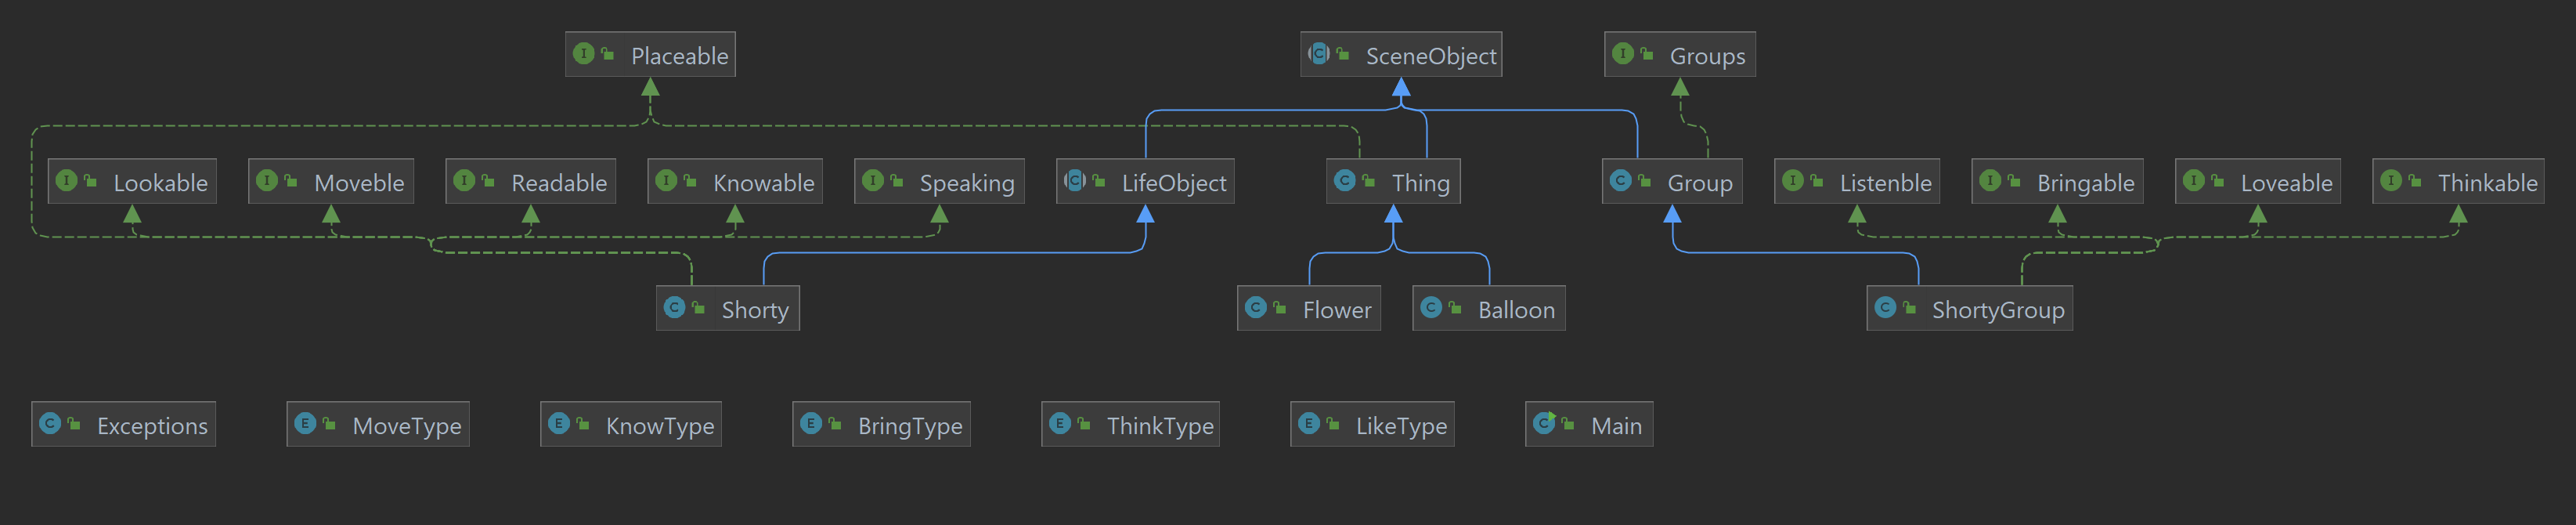 Placeable SceneObject Groups
Lookable Moveble Readable Knowable Speaking LifeObject Thing Group Listenble Bringable Loveable Thinkable
Shorty Flower Balloon ShortyGroup
Exceptions MoveType KnowType BringType ThinkType LikeType Main